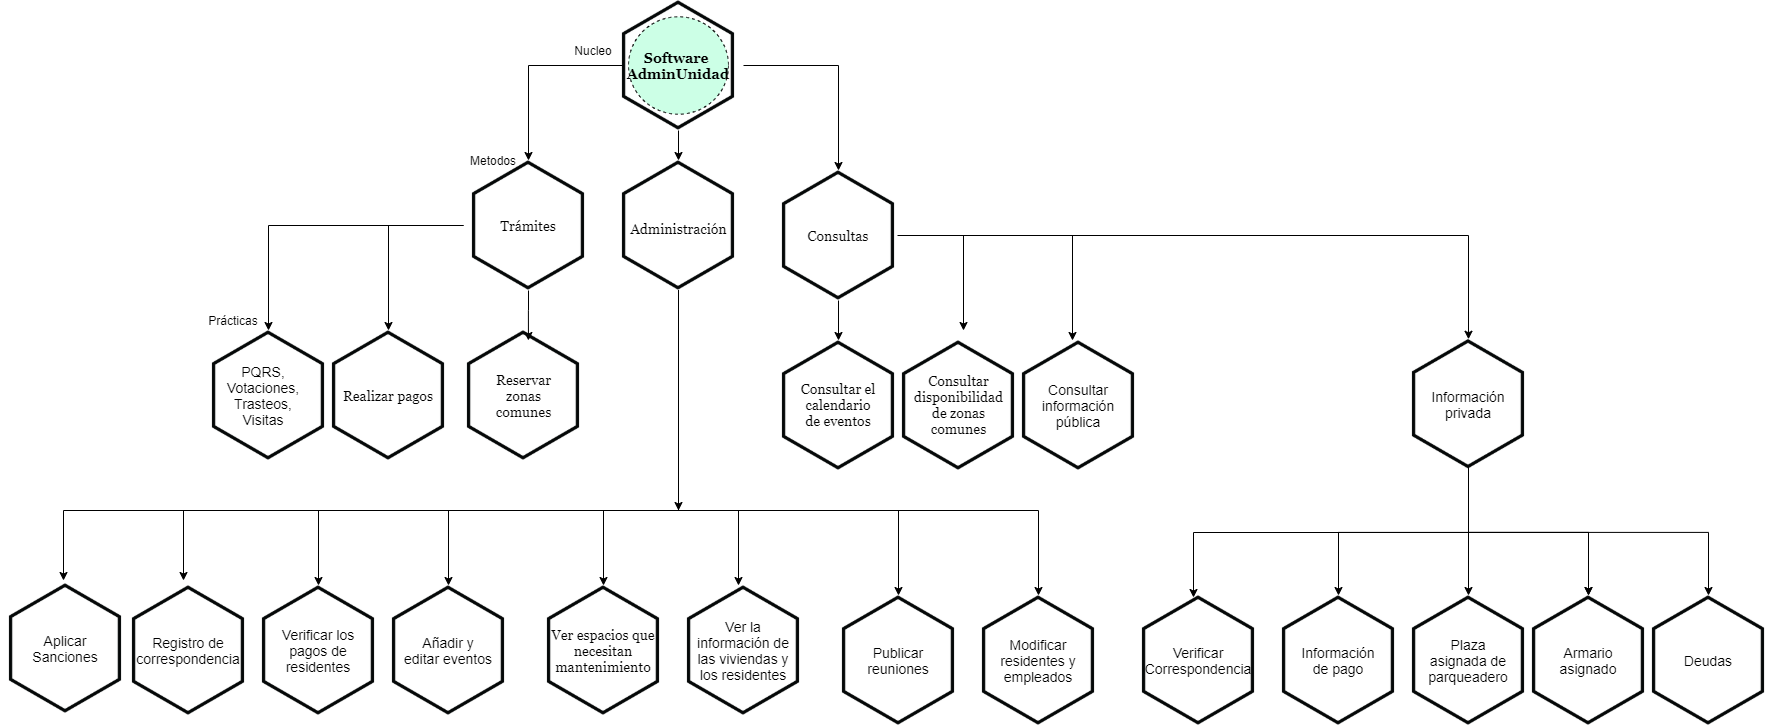 Nucleo
Software
AdminUnidad
Metodos
Trámites
Administración
Consultas
Prácticas
PQRS,
Votaciones,
Trasteos,
Visitas
Realizar pagos
Reservar
zonas
comunes
Consultar el
calendario
de eventos
Consultar
disponibilidad
de zonas
comunes
Consultar
información
pública
Información
privada
Aplicar
Sanciones
Registro de
correspondencia
Verificar los
pagos de
residentes
Añadir y
editar eventos
Ver espacios que
necesitan
mantenimiento
Ver la
información de
las viviendas y
los residentes
Publicar
reuniones
Modificar
residentes y
empleados
Verificar
Correspondencia
Información
de pago
Plaza
asignada de
parqueadero
Armario
asignado
Deudas